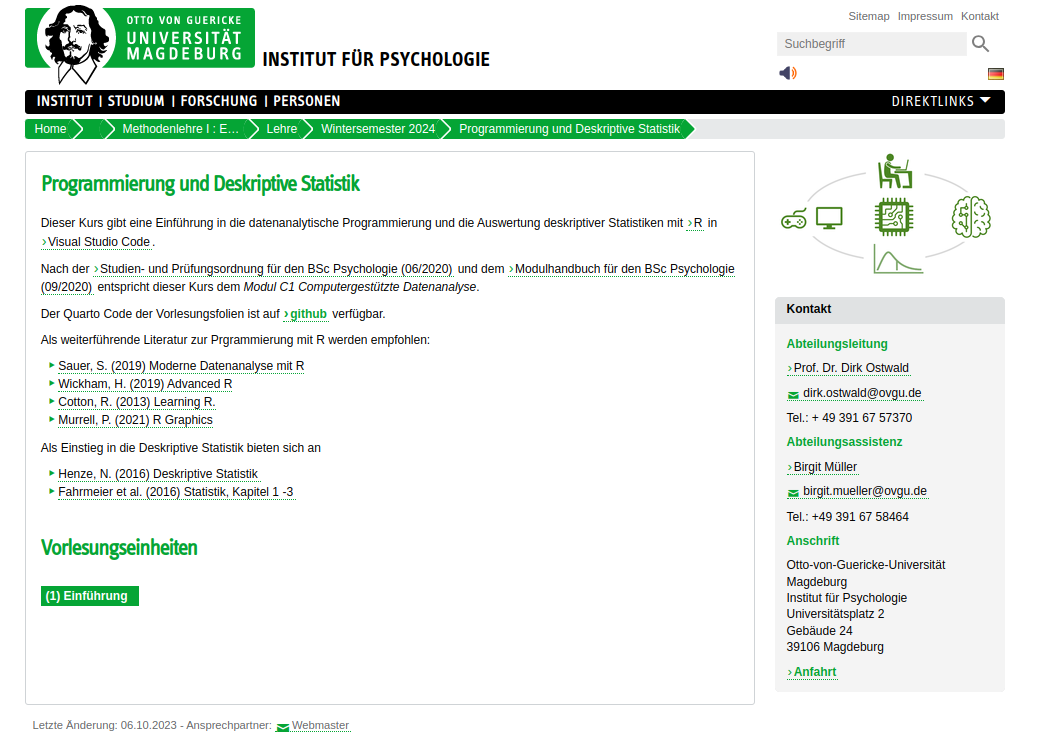 OTTO VON GUERICKE
UNIVERSITÄT
MAGDEBURG
INSTITUT FÜR PSYCHOLOGIE
Sitemap Impressum Kontakt
Suchbegriff
INSTITUT | STUDIUM | FORSCHUNG | PERSONEN
DIREKTLINKS
Home Methodenlehre I : E… Lehre Wintersemester 2024 Programmierung und Deskriptive Statistik
Programmierung und Deskriptive Statistik
Dieser Kurs gibt eine Einführung in die datenanalytische Programmierung und die Auswertung deskriptiver Statistiken mit ›R in
›Visual Studio Code .
Nach der ›Studien- und Prüfungsordnung für den BSc Psychologie (06/2020) und dem ›Modulhandbuch für den BSc Psychologie
(09/2020) entspricht dieser Kurs dem Modul C1 Computergestützte Datenanalyse.
Der Quarto Code der Vorlesungsfolien ist auf ›github verfügbar.
Als weiterführende Literatur zur Prgrammierung mit R werden empfohlen:
Sauer, S. (2019) Moderne Datenanalyse mit R
Wickham, H. (2019) Advanced R
Cotton, R. (2013) Learning R.
Murrell, P. (2021) R Graphics
Als Einstieg in die Deskriptive Statistik bieten sich an
Henze, N. (2016) Deskriptive Statistik
Fahrmeier et al. (2016) Statistik, Kapitel 1 -3
Vorlesungseinheiten
(1) Einführung
Kontakt
Abteilungsleitung
›Prof. Dr. Dirk Ostwald
dirk.ostwald@ovgu.de
Tel.: + 49 391 67 57370
Abteilungsassistenz
›Birgit Müller
birgit.mueller@ovgu.de
Tel.: +49 391 67 58464
Anschrift
Otto-von-Guericke-Universität
Magdeburg
Institut für Psychologie
Universitätsplatz 2
Gebäude 24
39106 Magdeburg
›Anfahrt
Letzte Änderung: 06.10.2023 - Ansprechpartner: Webmaster